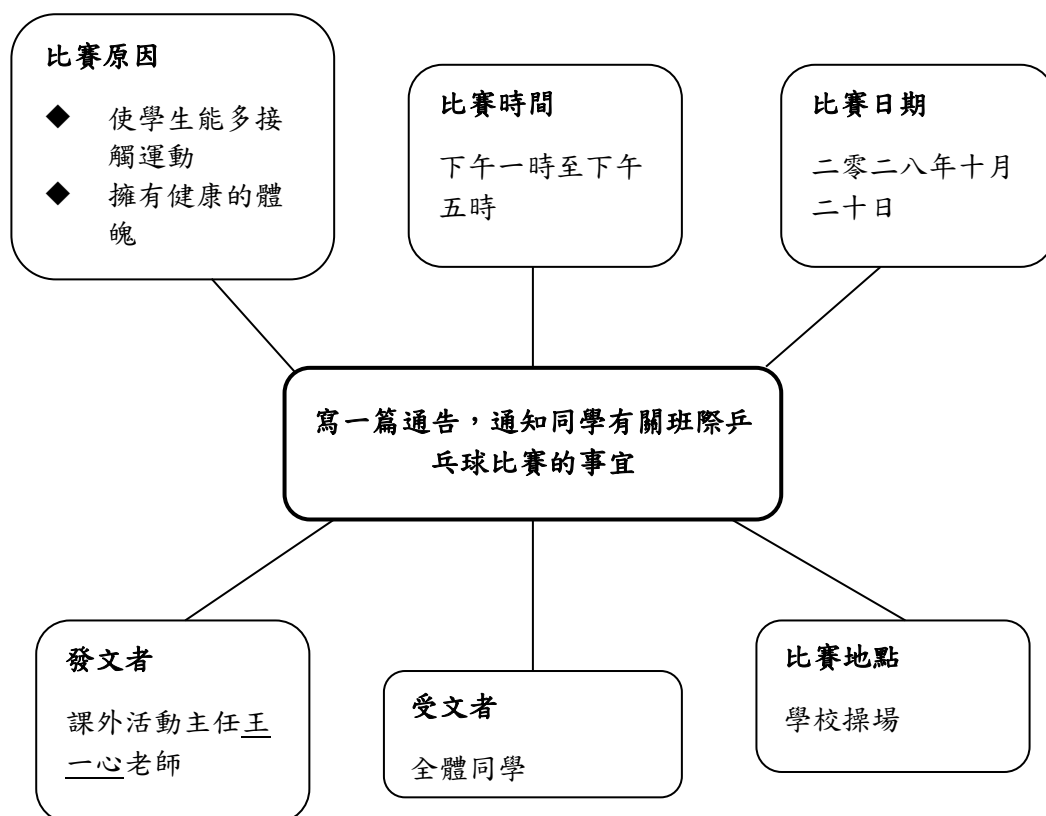 比賽原因
◆ 使學生能多接
觸運動
◆ 擁有健康的體
魄
比賽時間
下午一時至下午
五時
比賽日期
二零二八年十月
二十日
寫一篇通告，通知同學有關班際乒
乓球比賽的事宜
發文者
課外活動主任王
一心老師
受文者
全體同學
比賽地點
學校操場